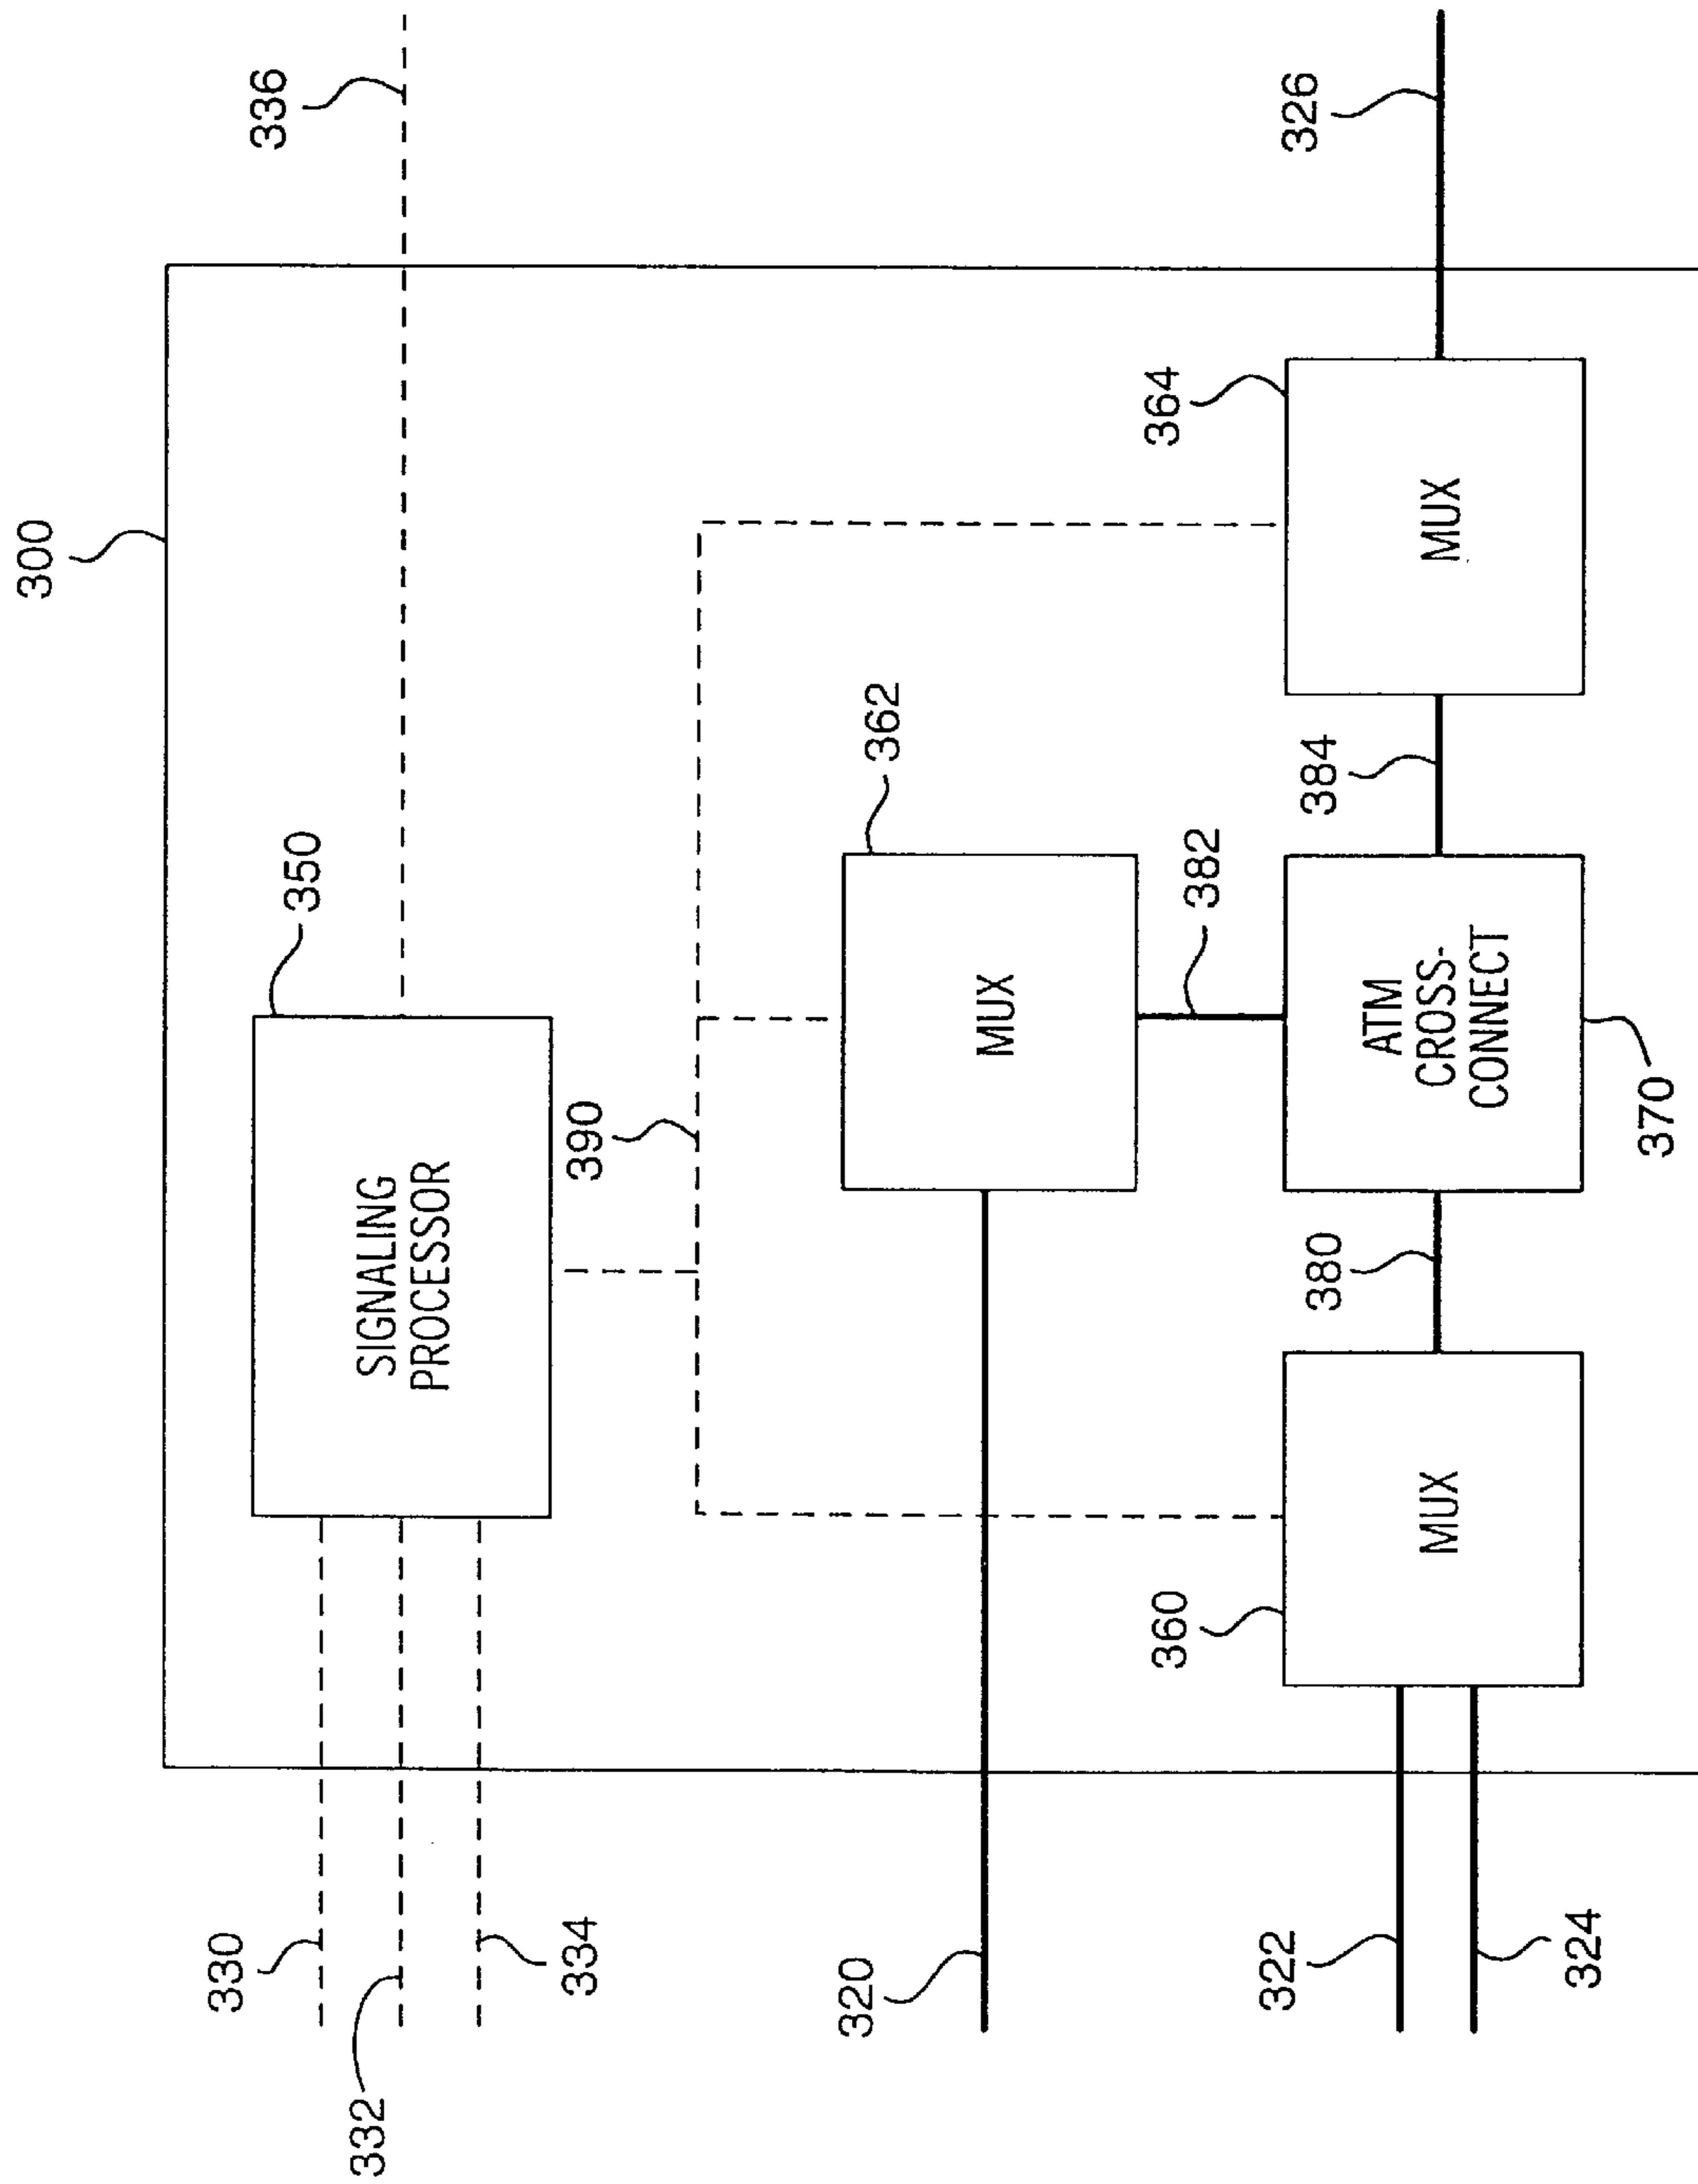 300
330
332
334
336
350
SIGNALING
PROCESSOR
390
320
362
MUX
382
322
324
360
MUX
380
ATM
CROSS-
CONNECT
370
384
364
MUX
326